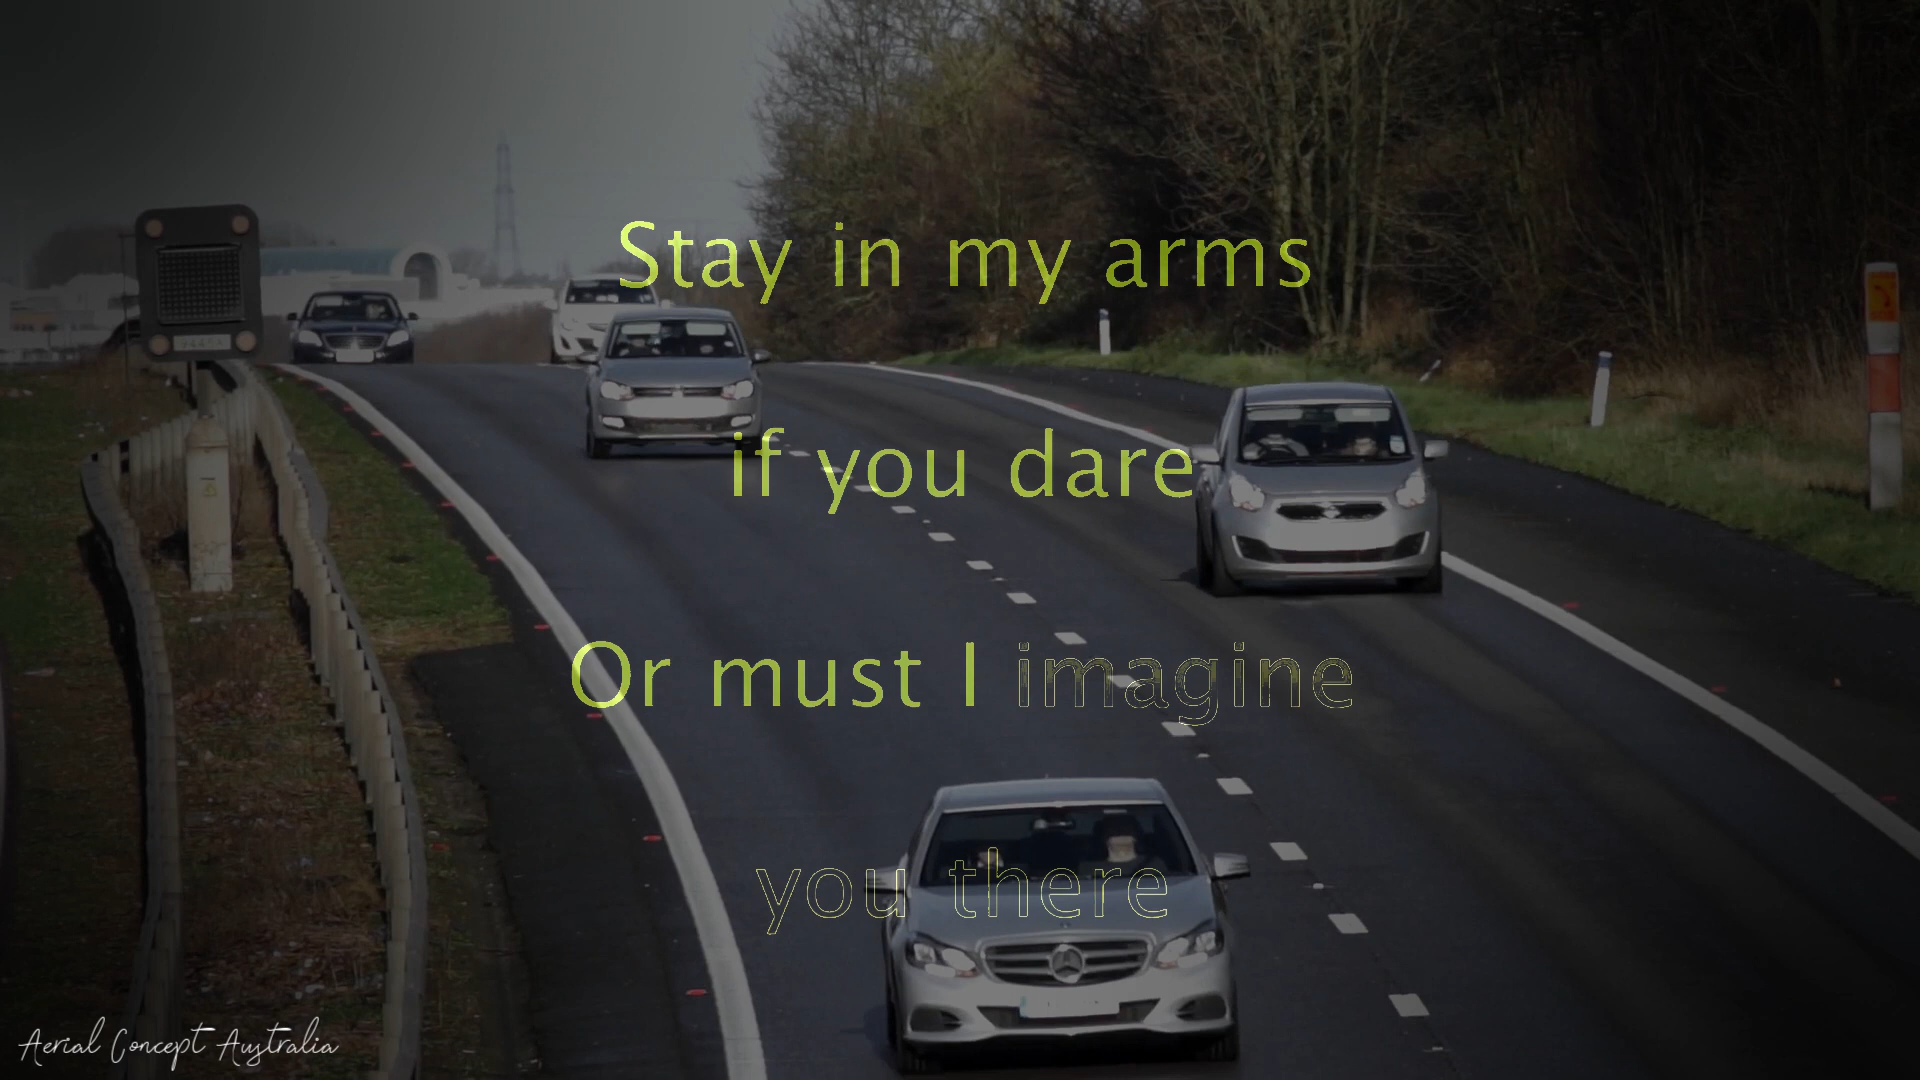 Stay in my arms
if you dare
Or must I imagine
you there
Aerial Concept Australia